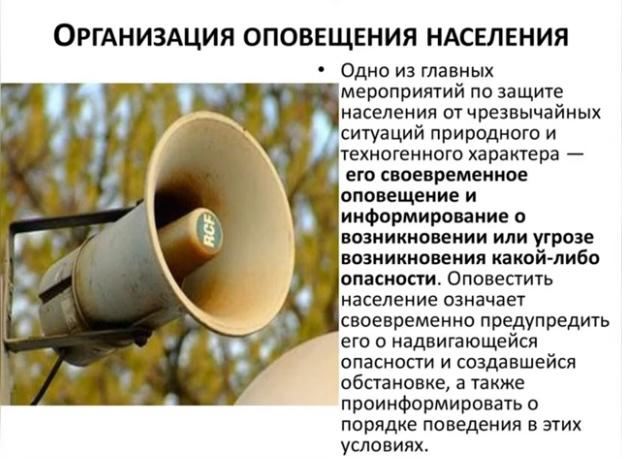 ОРГАНИЗАЦИЯ ОПОВЕЩЕНИЯ НАСЕЛЕНИЯ
• Одно из главных
мероприятий по защите
населения от чрезвычайных
ситуаций природного и
техногенного характера —
его своевременное
оповещение и
информирование о
возникновении или угрозе
возникновения какой-либо
опасности. Оповестить
население означает
своевременно предупредить
его о надвигающейся
опасности и создавшейся
обстановке, а также
проинформировать о
порядке поведения в этих
условиях.
RCF